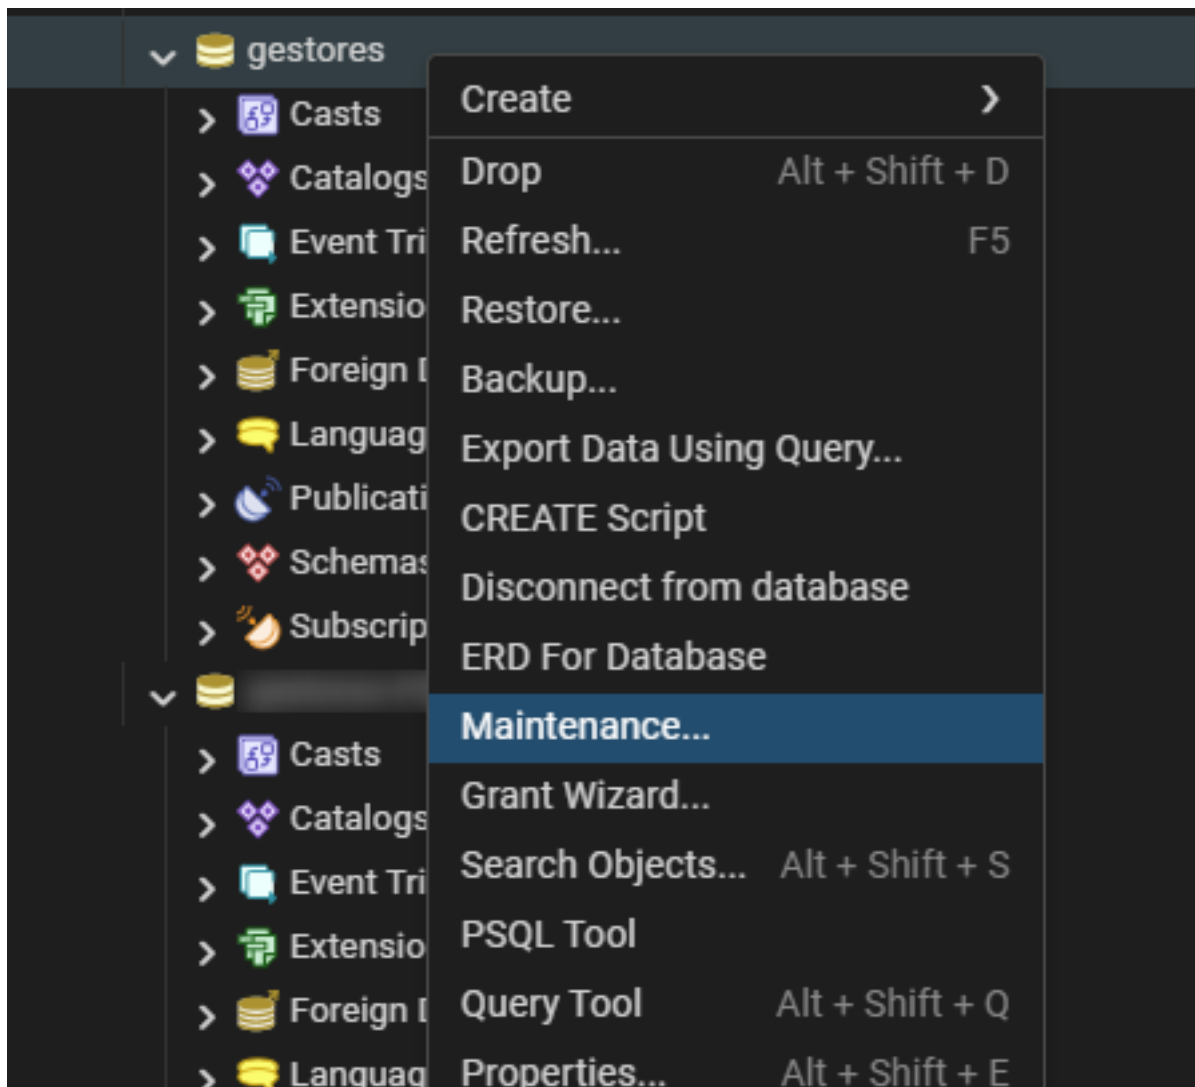 gestores
Create
Casts
Drop Alt + Shift + D
Catalogs
Refresh... F5
Event Tri
Extensio
Restore...
Foreign D
Backup...
Languag
Export Data Using Query...
Publicati
CREATE Script
Schemas
Disconnect from database
Subscrip
ERD For Database
Maintenance...
Casts
Grant Wizard...
Catalogs
Search Objects... Alt + Shift + S
Event Tri
PSQL Tool
Extensio
Query Tool Alt + Shift + Q
Foreign D
Languag
Properties... Alt + Shift + E